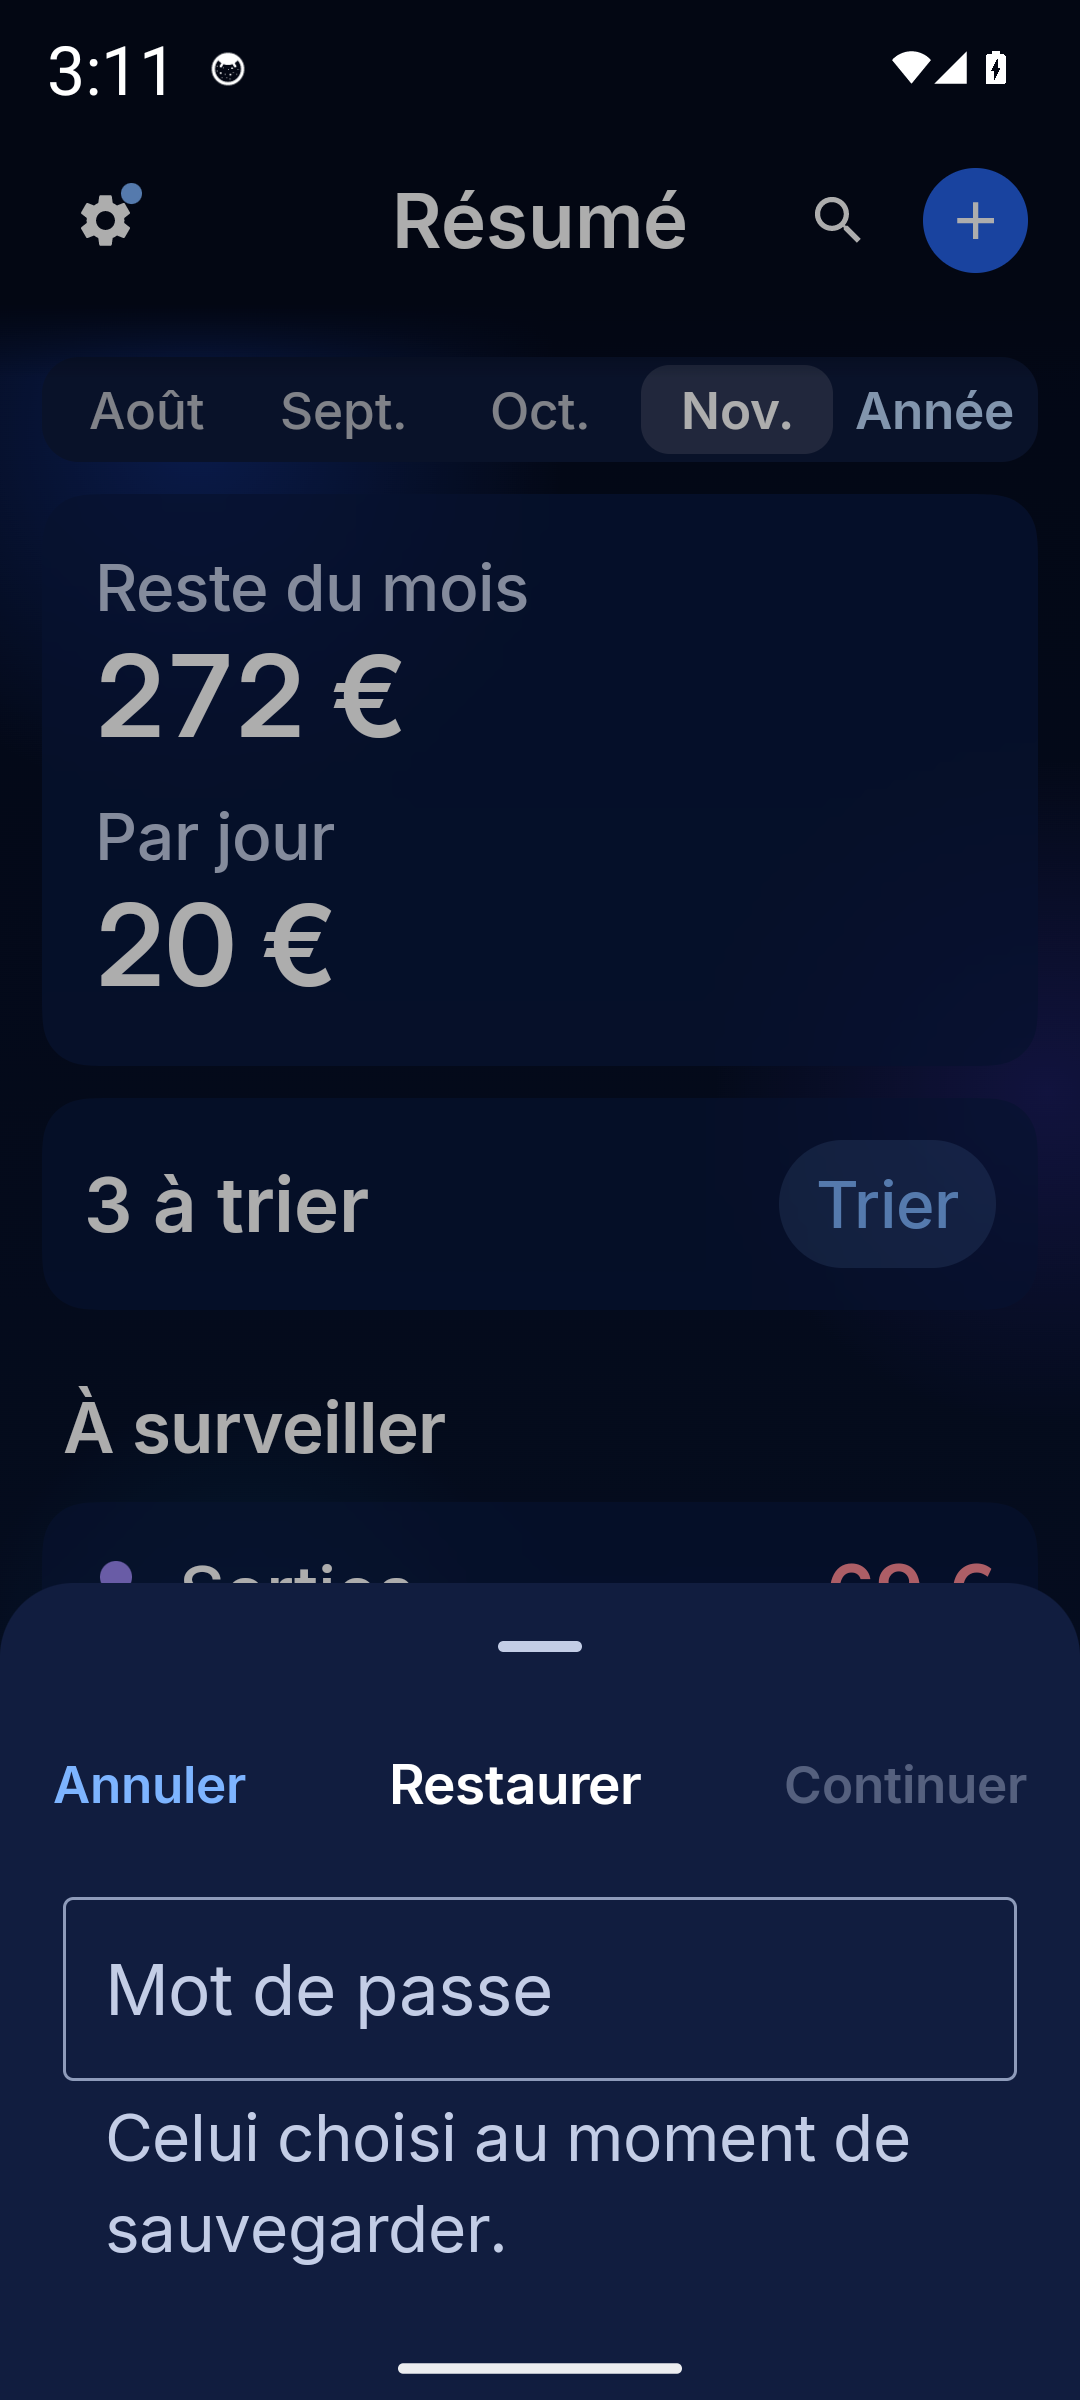 3:11
Résumé
Août Sept. Oct. Nov. Année
Reste du mois
272 €
Par jour
20 €
3 à trier
Trier
À surveiller
Annuler
Restaurer
Continuer
Mot de passe
Celui choisi au moment de
sauvegarder.